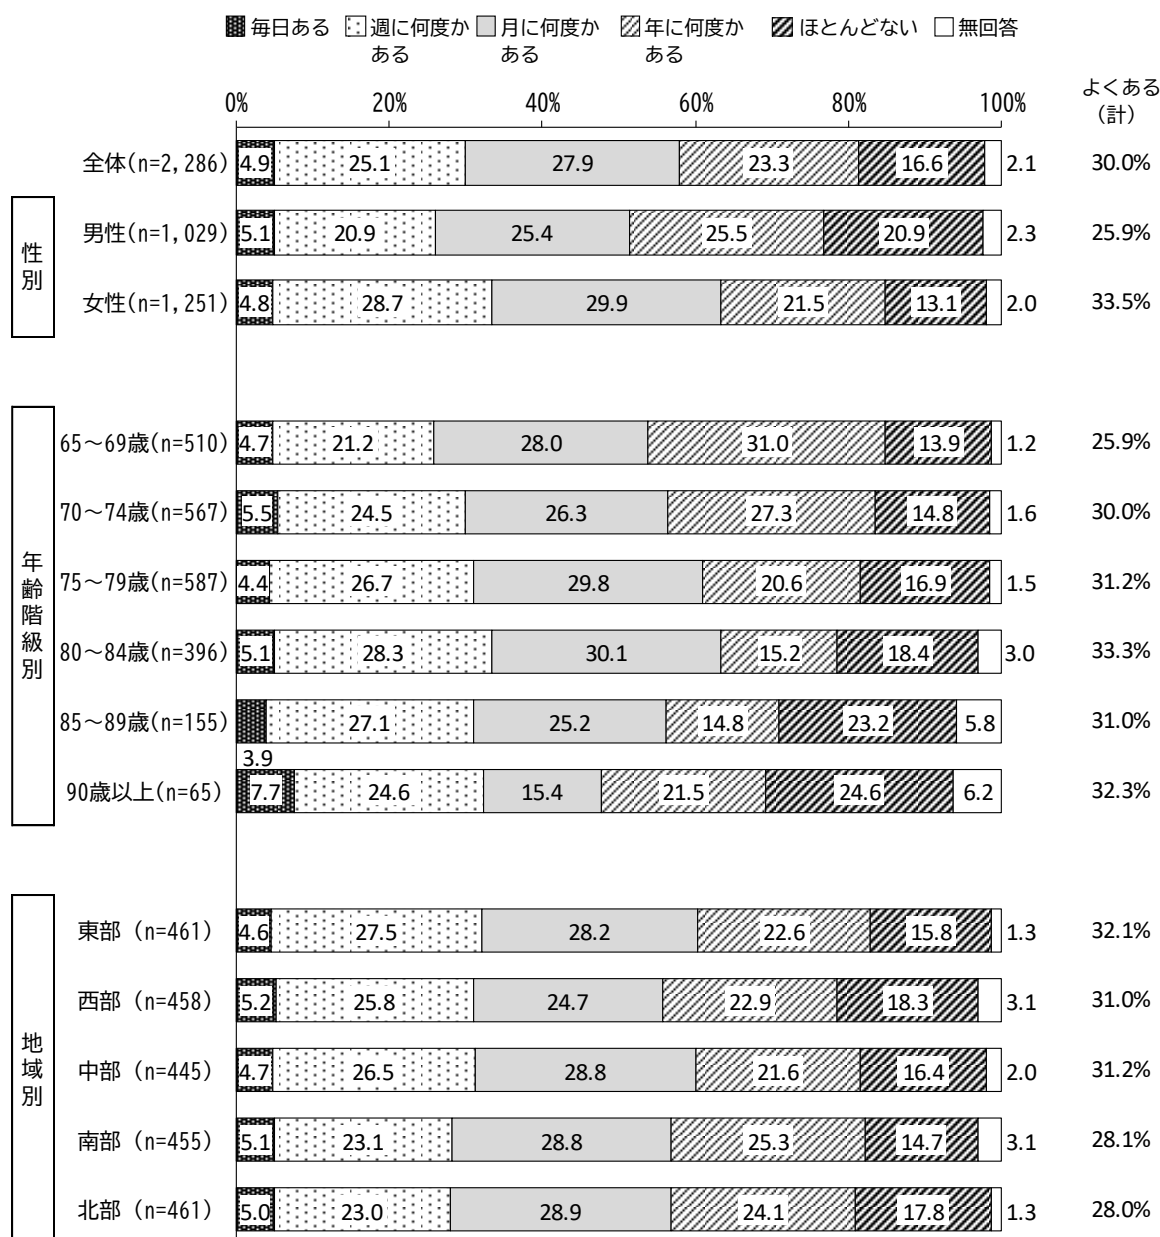 毎日ある 週に何度か 月に何度か 年に何度か ほとんどない 無回答
ある ある ある
0% 20% 40% 60% 80% 100% よくある
（計）
全体(n=2,286) 4.9 25.1 27.9 23.3 16.6 2.1 30.0%
性別
男性(n=1,029) 5.1 20.9 25.4 25.5 20.9 2.3 25.9%
女性(n=1,251) 4.8 28.7 29.9 21.5 13.1 2.0 33.5%
年齢階級別
65～69歳(n=510) 4.7 21.2 28.0 31.0 13.9 1.2 25.9%
70～74歳(n=567) 5.5 24.5 26.3 27.3 14.8 1.6 30.0%
75～79歳(n=587) 4.4 26.7 29.8 20.6 16.9 1.5 31.2%
80～84歳(n=396) 5.1 28.3 30.1 15.2 18.4 3.0 33.3%
85～89歳(n=155) 27.1 25.2 14.8 23.2 5.8 31.0%
3.9
90歳以上(n=65) 7.7 24.6 15.4 21.5 24.6 6.2 32.3%
地域別
東部 (n=461) 4.6 27.5 28.2 22.6 15.8 1.3 32.1%
西部 (n=458) 5.2 25.8 24.7 22.9 18.3 3.1 31.0%
中部 (n=445) 4.7 26.5 28.8 21.6 16.4 2.0 31.2%
南部 (n=455) 5.1 23.1 28.8 25.3 14.7 3.1 28.1%
北部 (n=461) 5.0 23.0 28.9 24.1 17.8 1.3 28.0%